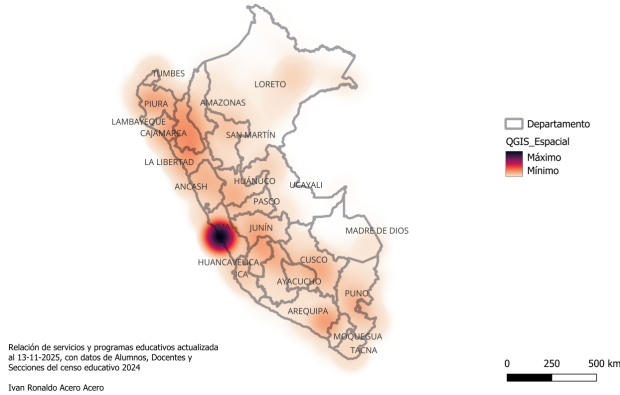 TUMBES
LORETO
PIURA
AMAZONAS
LAMBAYEQUE
CAJAMARCA
SAN MARTÍN
LA LIBERTAD
ANCASH
HUÁNUCO
UCAYALI
PASCO
JUNÍN
MADRE DE DIOS
HUANCAVELICA
CUSCO
ICA
AYACUCHO
PUNO
AREQUIPA
MOQUEGUA
TACNA
Departamento
QGIS_Espacial
Máximo
Mínimo
Relación de servicios y programas educativos actualizada
al 13-11-2025, con datos de Alumnos, Docentes y
Secciones del censo educativo 2024
Ivan Ronaldo Acero Acero
0 250 500 km